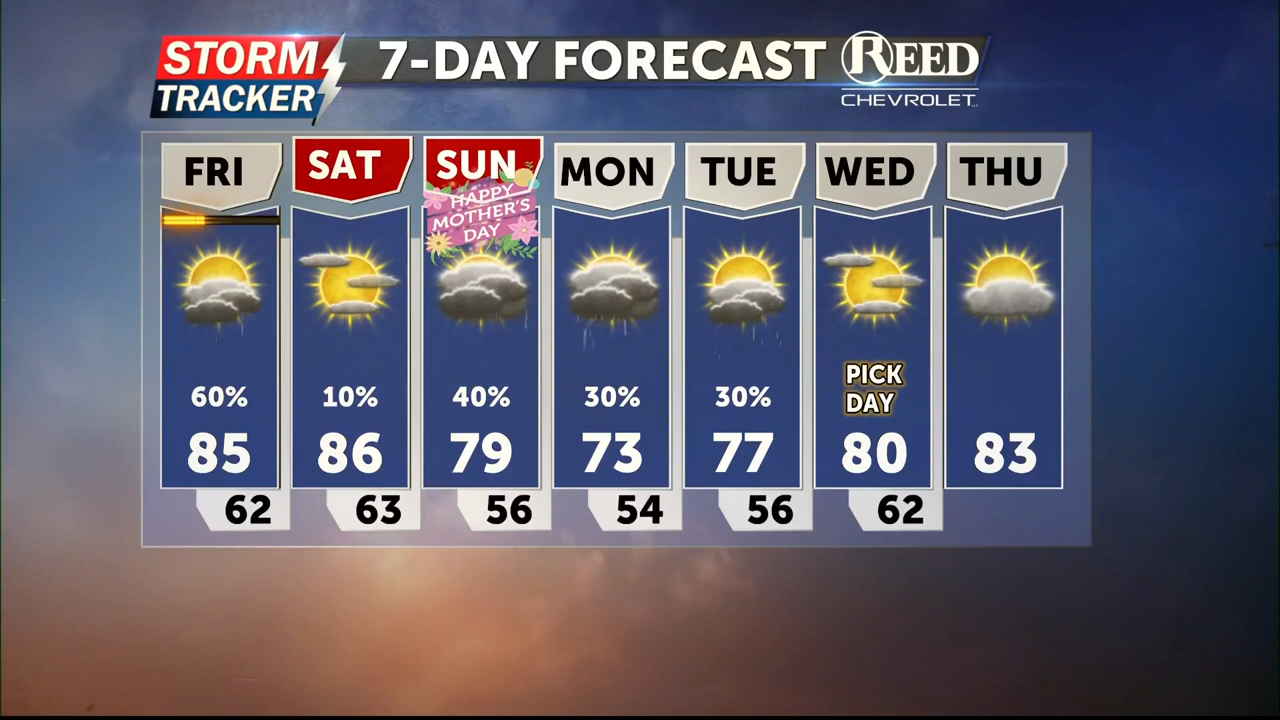 STORM
TRACKER
7-DAY FORECAST
REED
CHEVROLET LLC
FRI SAT SUN MON TUE WED THU
HAPPY
MOTHER'S
DAY
PICK
DAY
60% 10% 40% 30% 30%
85 86 79 73 77 80 83
62 63 56 54 56 62